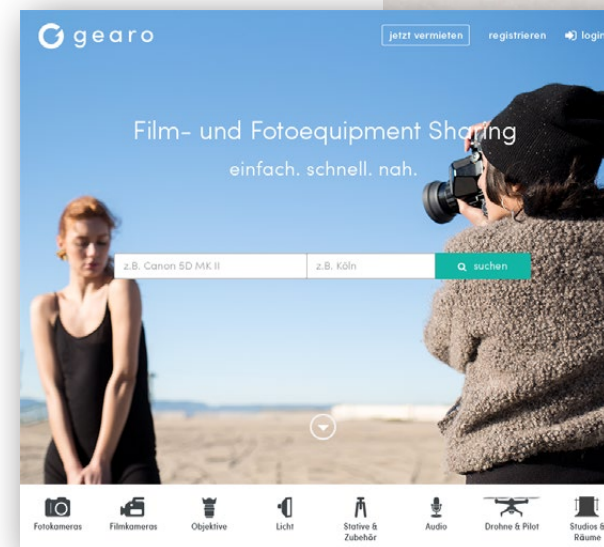 gearo
jetzt vermieten registrieren login
Film- und Fotoequipment Sharing
einfach. schnell. nah.
z.B. Canon 5D MK II z.B. Köln suchen
Fotokameras Filmkameras Objektive Licht Stative & Zubehör Audio Drohne & Pilot Studios & Räume